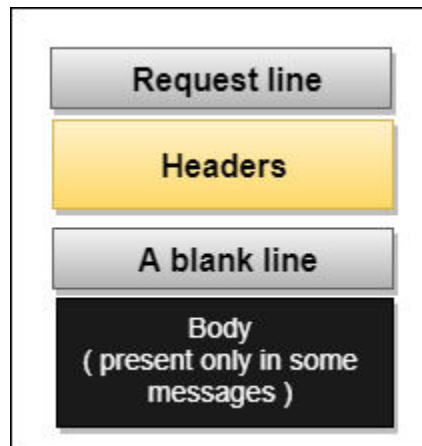 Request line
Headers
A blank line
Body
( present only in some
messages )